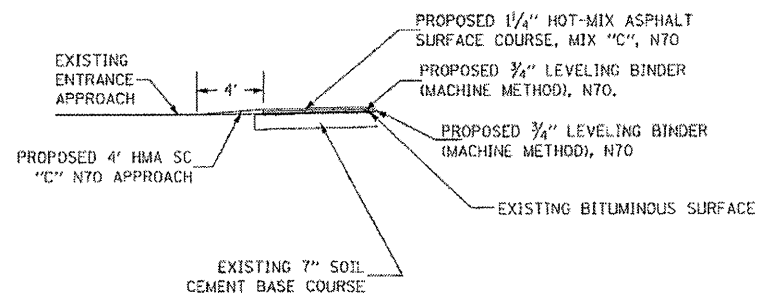 PROPOSED 1 1/4" HOT-MIX ASPHALT
SURFACE COURSE, MIX "C", N70
EXISTING
ENTRANCE
APPROACH
4'
PROPOSED 3/4" LEVELING BINDER
(MACHINE METHOD), N70.
PROPOSED 3/4" LEVELING BINDER
(MACHINE METHOD), N70
PROPOSED 4' HMA SC
"C" N70 APPROACH
EXISTING BITUMINOUS SURFACE
EXISTING 7" SOIL
CEMENT BASE COURSE